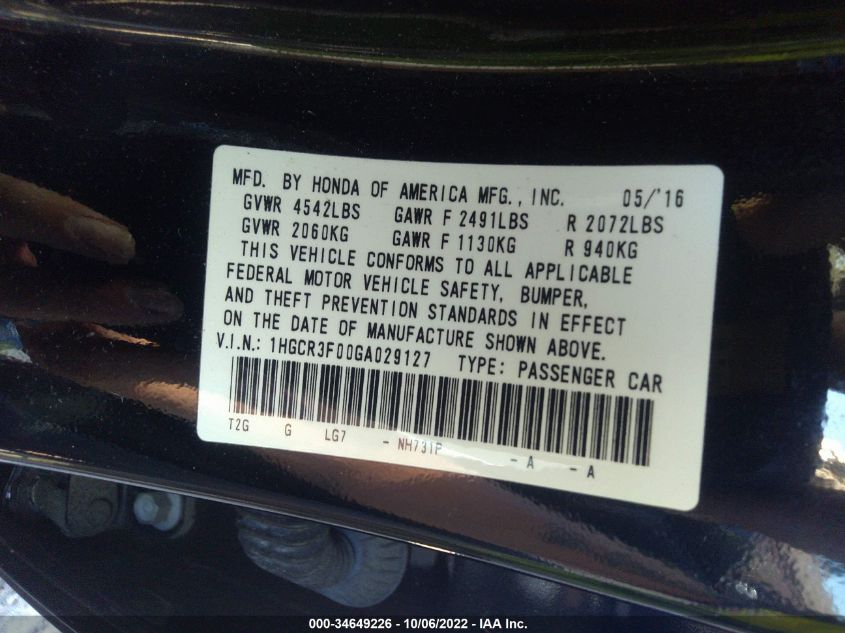 MFD. BY HONDA OF AMERICA MFG., INC. 05/'16
GVWR 4542LBS GAWR F 2491LBS R 2072LBS
GVWR 2060KG GAWR F 1130KG R 940KG
THIS VEHICLE CONFORMS TO ALL APPLICABLE
FEDERAL MOTOR VEHICLE SAFETY, BUMPER,
AND THEFT PREVENTION STANDARDS IN EFFECT
ON THE DATE OF MANUFACTURE SHOWN ABOVE.
V.I.N.: 1HGCR3F00GA029127 TYPE: PASSENGER CAR
T2G G LG7 - NH731P - A - A
000-34649226 - 10/06/2022 - IAA Inc.